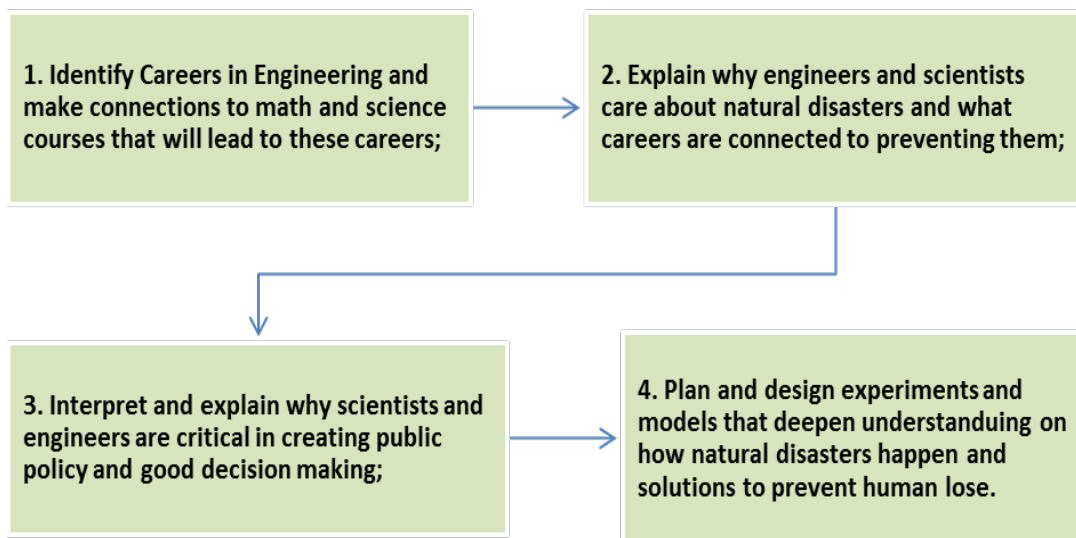 1. Identify Careers in Engineering and
make connections to math and science
courses that will lead to these careers;
2. Explain why engineers and scientists
care about natural disasters and what
careers are connected to preventing them;
3. Interpret and explain why scientists and
engineers are critical in creating public
policy and good decision making;
4. Plan and design experiments and
models that deepen understanduing on
how natural disasters happen and
solutions to prevent human lose.